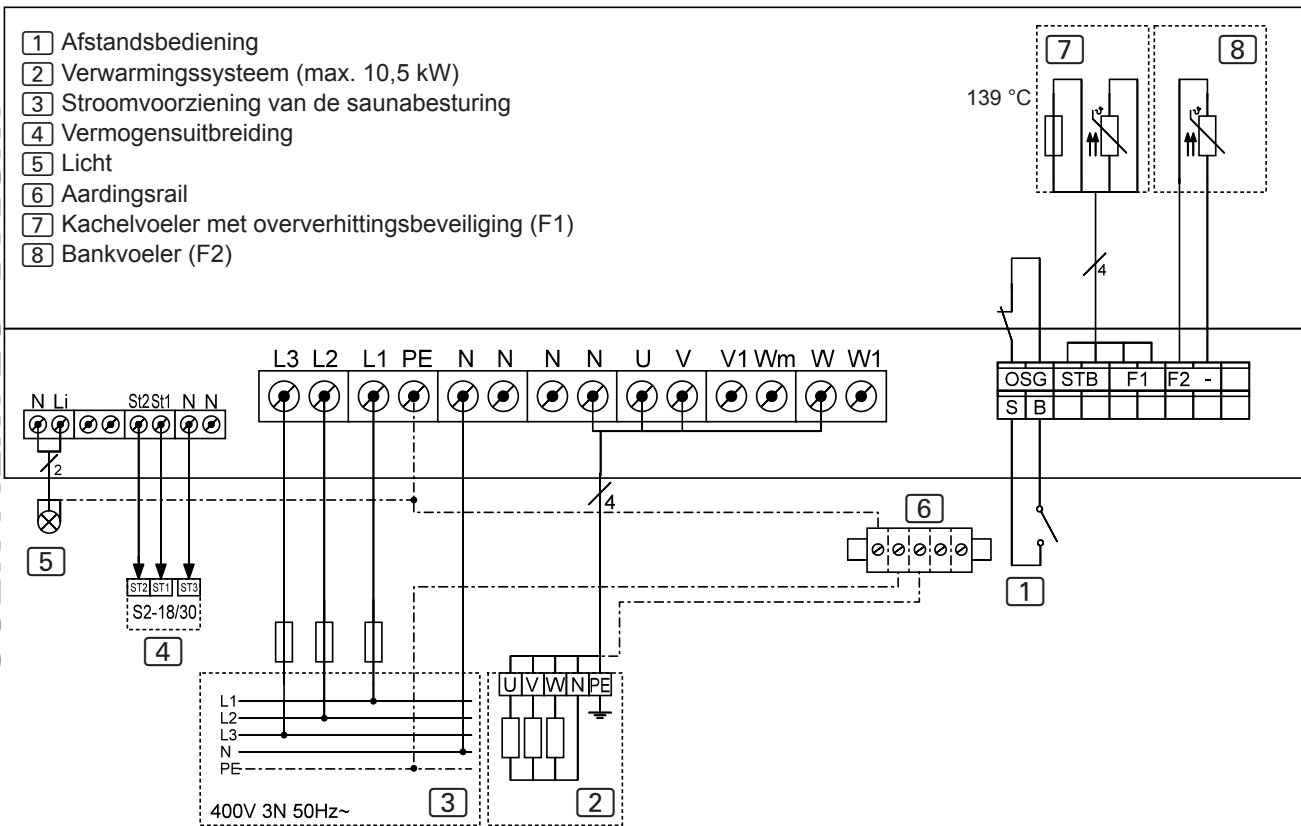 1 Afstandsbediening
2 Verwarmingssysteem (max. 10,5 kW)
3 Stroomvoorziening van de saunabesturing
4 Vermogensuitbreiding
5 Licht
6 Aardingsrail
7 Kachelvoeler met oververhittingsbeveiliging (F1)
8 Bankvoeler (F2)
7
8
139 °C
4
L3 L2 L1 PE N N N N U V V1 Wm W W1
OSG STB F1 F2 -
S B
N Li St2 St1 N N
2
4
6
5
1
ST2 ST1 ST3
S2-18/30
4
U V W N PE
L1
L2
L3
N
PE
400V 3N 50Hz~
3
2